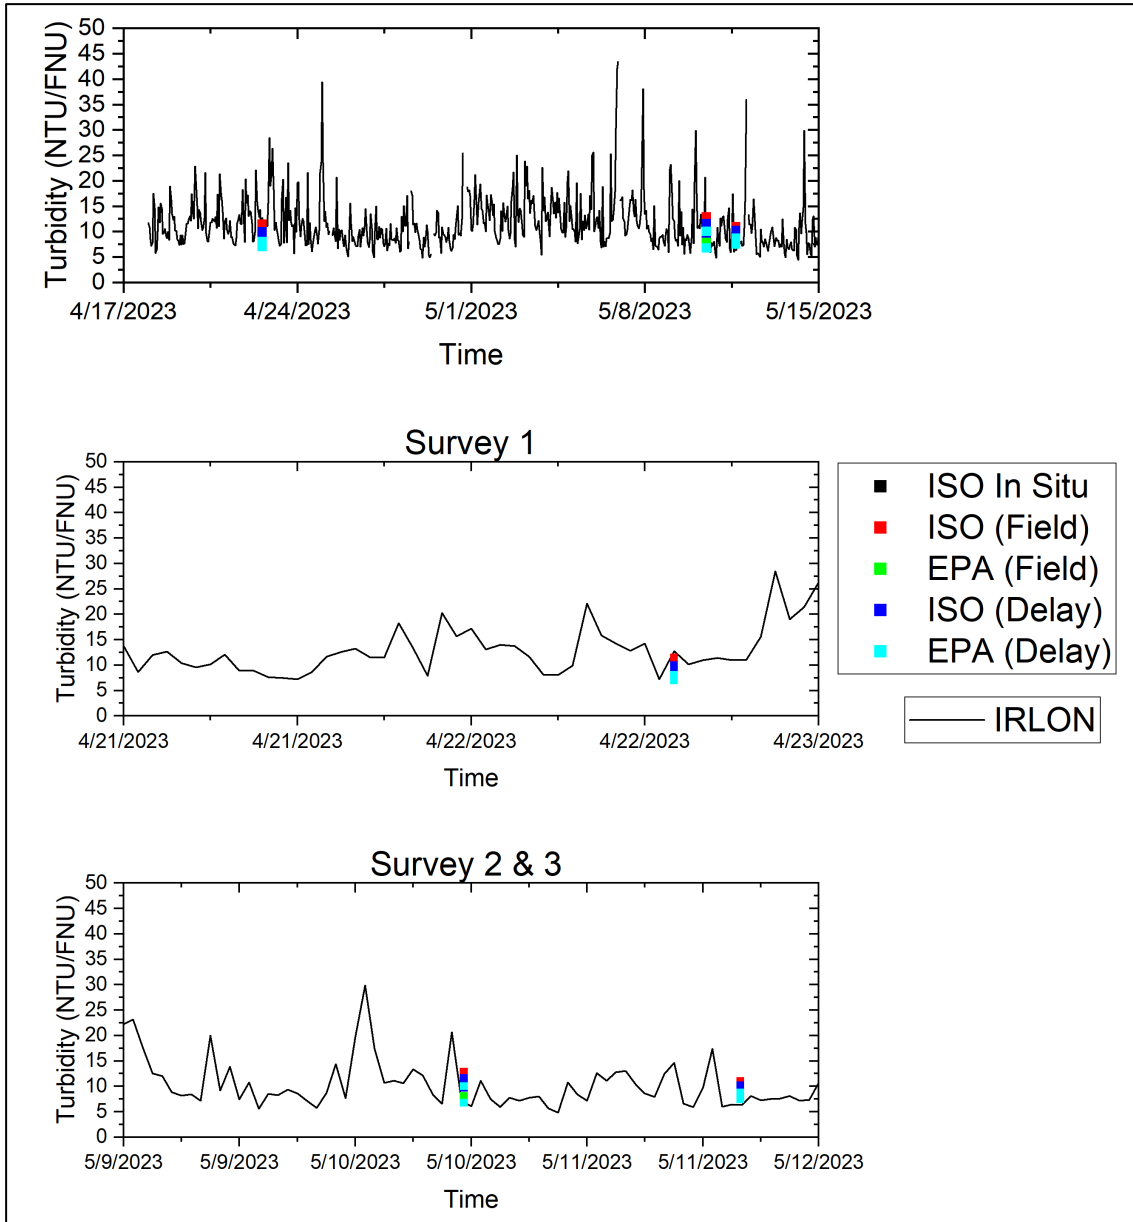 50
45
40
35
30
25
20
15
10
5
0
Turbidity (NTU/FNU)
4/17/2023 4/24/2023 5/1/2023 5/8/2023 5/15/2023
Time
Survey 1
50
45
40
35
30
25
20
15
10
5
0
Turbidity (NTU/FNU)
4/21/2023 4/21/2023 4/22/2023 4/22/2023 4/23/2023
Time
ISO In Situ
ISO (Field)
EPA (Field)
ISO (Delay)
EPA (Delay)
IRLON
Survey 2 & 3
50
45
40
35
30
25
20
15
10
5
0
Turbidity (NTU/FNU)
5/9/2023 5/9/2023 5/10/2023 5/10/2023 5/11/2023 5/11/2023 5/12/2023
Time